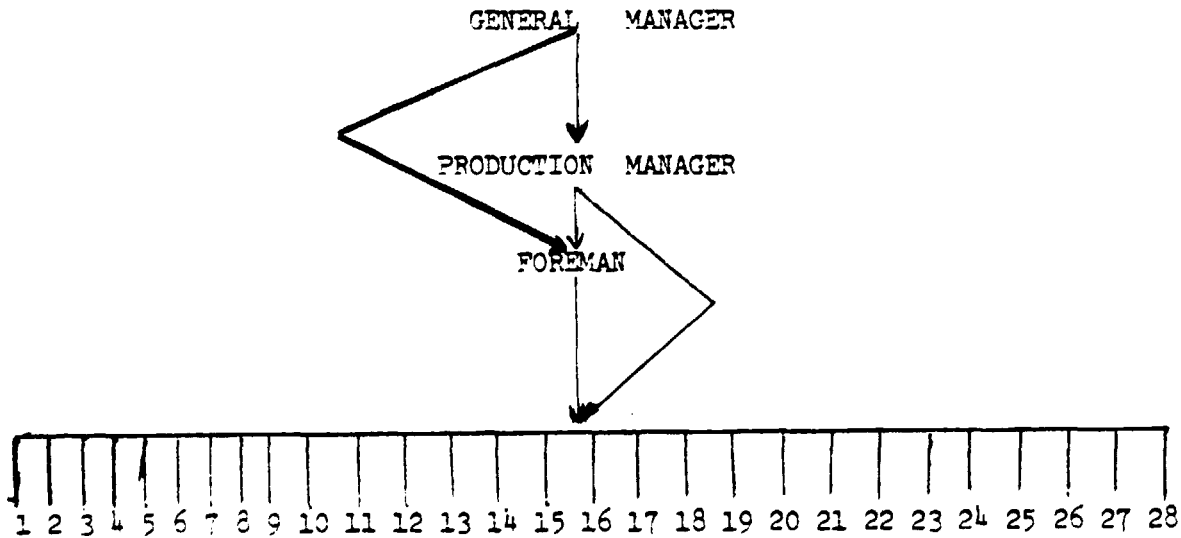 GENERAL MANAGER
PRODUCTION MANAGER
FOREMAN
1 2 3 4 5 6 7 8 9 10 11 12 13 14 15 16 17 18 19 20 21 22 23 24 25 26 27 28